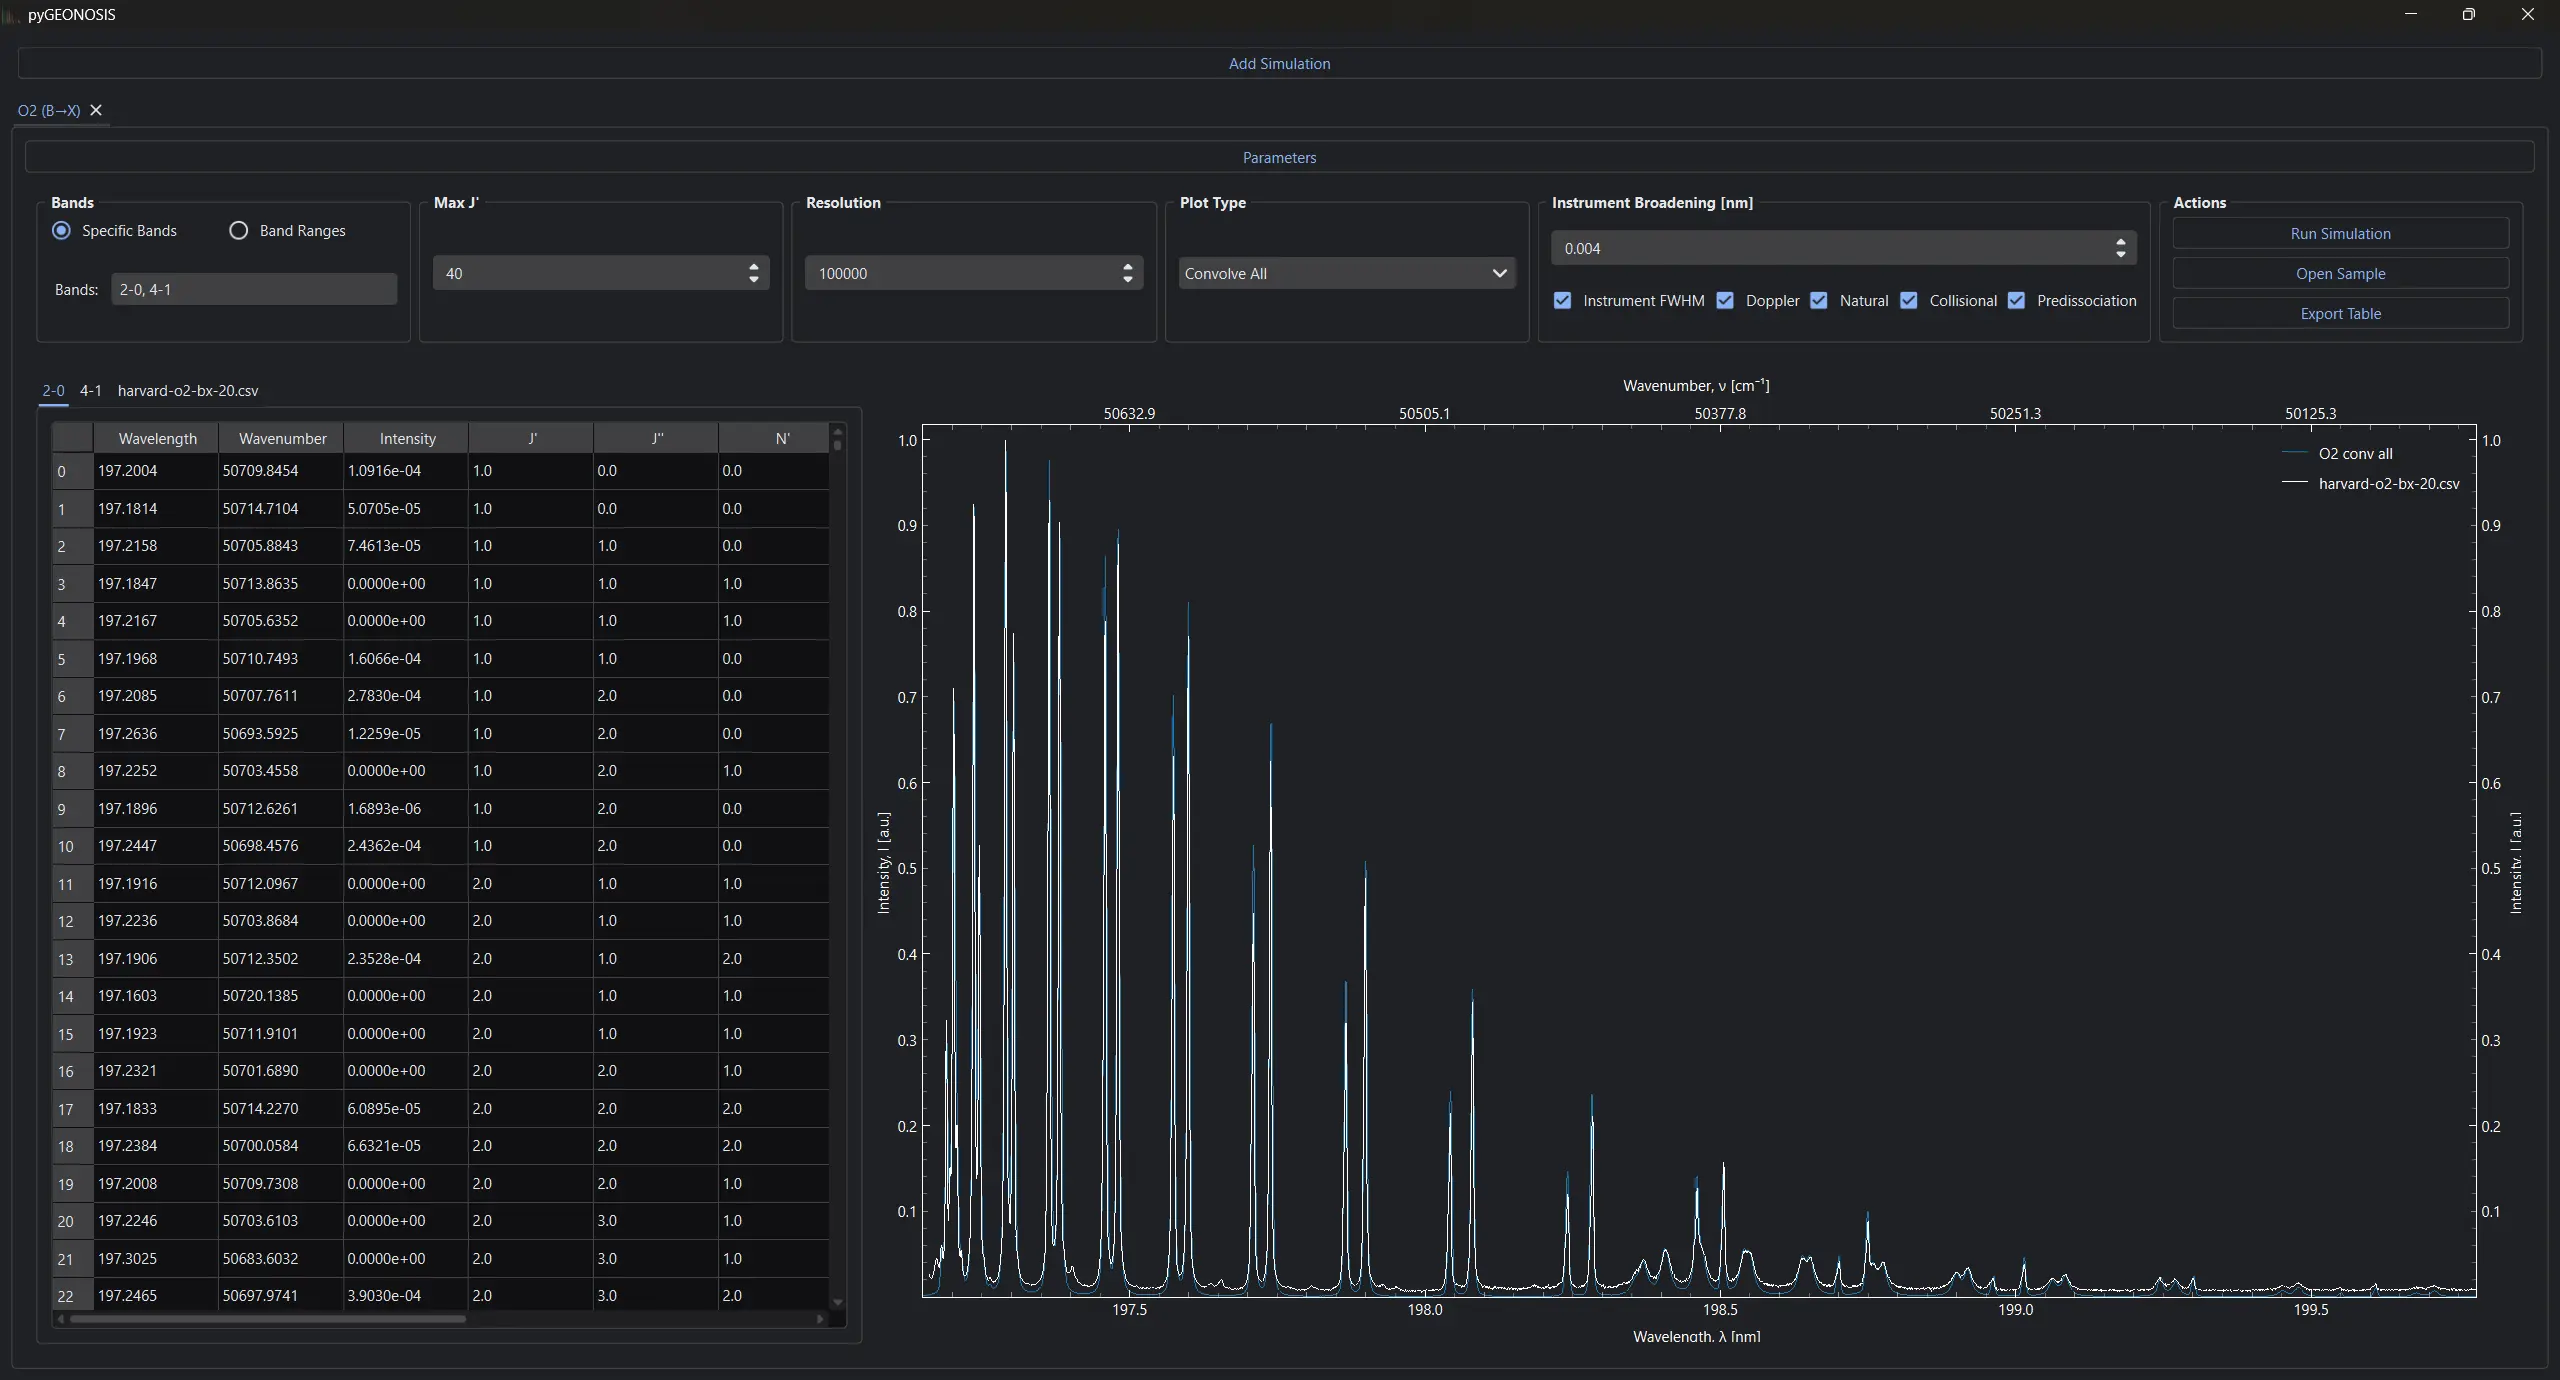 pyGEONOSIS
Add Simulation
O2 (B→X)
Parameters
Bands
Specific Bands Band Ranges
Bands: 2-0, 4-1
Max J'
40
Resolution
100000
Plot Type
Convolve All
Instrument Broadening [nm]
0.004
Instrument FWHM Doppler Natural Collisional Predissociation
Actions
Run Simulation
Open Sample
Export Table
2-0 4-1 harvard-o2-bx-20.csv
Wavelength Wavenumber Intensity J' J'' N'
0 197.2004 50709.8454 1.0916e-04 1.0 0.0 0.0
1 197.1814 50714.7104 5.0705e-05 1.0 0.0 0.0
2 197.2158 50705.8843 7.4613e-05 1.0 1.0 0.0
3 197.1847 50713.8635 0.0000e+00 1.0 1.0 1.0
4 197.2167 50705.6352 0.0000e+00 1.0 1.0 1.0
5 197.1968 50710.7493 1.6066e-04 1.0 1.0 0.0
6 197.2085 50707.7611 2.7830e-04 1.0 2.0 0.0
7 197.2636 50693.5925 1.2259e-05 1.0 2.0 0.0
8 197.2252 50703.4558 0.0000e+00 1.0 2.0 1.0
9 197.1896 50712.6261 1.6893e-06 1.0 2.0 0.0
10 197.2447 50698.4576 2.4362e-04 1.0 2.0 0.0
11 197.1916 50712.0967 0.0000e+00 2.0 1.0 1.0
12 197.2236 50703.8684 0.0000e+00 2.0 1.0 1.0
13 197.1906 50712.3502 2.3528e-04 2.0 1.0 2.0
14 197.1603 50720.1385 0.0000e+00 2.0 1.0 1.0
15 197.1923 50711.9101 0.0000e+00 2.0 1.0 1.0
16 197.2321 50701.6890 0.0000e+00 2.0 2.0 1.0
17 197.1833 50714.2270 6.0895e-05 2.0 2.0 2.0
18 197.2384 50700.0584 6.6321e-05 2.0 2.0 2.0
19 197.2008 50709.7308 0.0000e+00 2.0 2.0 1.0
20 197.2246 50703.6103 0.0000e+00 2.0 3.0 1.0
21 197.3025 50683.6032 0.0000e+00 2.0 3.0 1.0
22 197.2465 50697.9741 3.9030e-04 2.0 3.0 2.0
Wavenumber, ν [cm⁻¹]
50632.9 50505.1 50377.8 50251.3 50125.3
O2 conv all
harvard-o2-bx-20.csv
1.0 1.0
0.9 0.9
0.8 0.8
0.7 0.7
0.6 0.6
0.5 0.5
0.4 0.4
0.3 0.3
0.2 0.2
0.1 0.1
Intensity, I [a.u.]
Intensity, I [a.u.]
197.5 198.0 198.5 199.0 199.5
Wavelength, λ [nm]